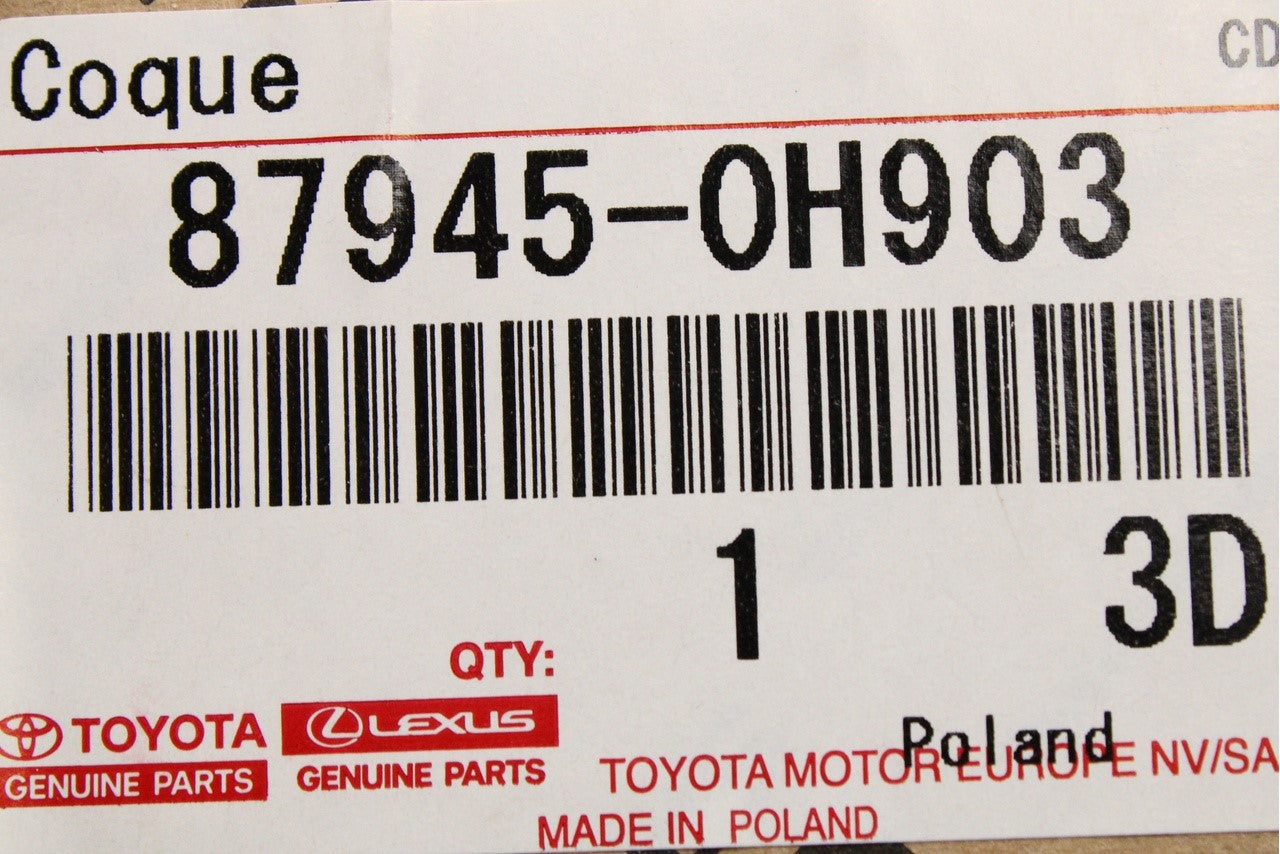 Coque CD
87945-0H903
1 3D
QTY:
TOYOTA LEXUS
GENUINE PARTS GENUINE PARTS
Poland
TOYOTA MOTOR EUROPE NV/SA
MADE IN POLAND